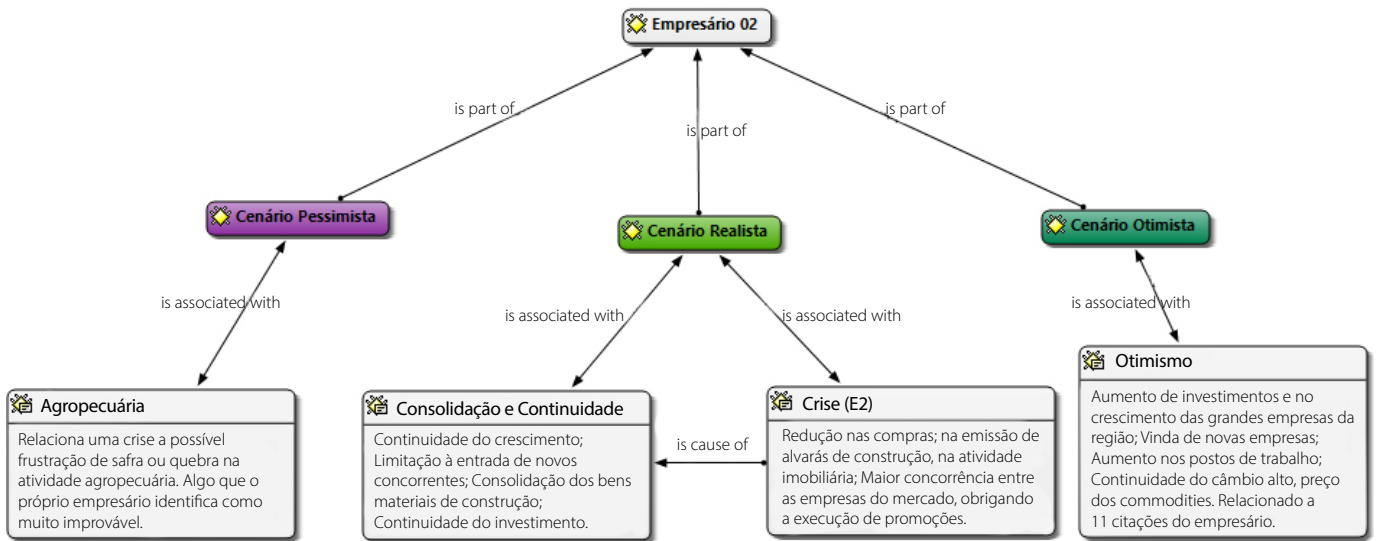 Empresário 02
is part of
is part of
is part of
Cenário Pessimista
Cenário Realista
Cenário Otimista
is associated with
is associated with
is associated with
is associated with
Agropecuária
Relaciona uma crise a possível
frustração de safra ou quebra na
atividade agropecuária. Algo que o
próprio empresário identifica como
muito improvável.
Consolidação e Continuidade
Continuidade do crescimento;
Limitação à entrada de novos
concorrentes; Consolidação dos bens
materiais de construção;
Continuidade do investimento.
is cause of
Crise (E2)
Redução nas compras; na emissão de
alvarás de construção, na atividade
imobiliária; Maior concorrência entre
as empresas do mercado, obrigando
a execução de promoções.
Otimismo
Aumento de investimentos e no
crescimento das grandes empresas da
região; Vinda de novas empresas;
Aumento nos postos de trabalho;
Continuidade do câmbio alto, preço
dos commodities. Relacionado a
11 citações do empresário.